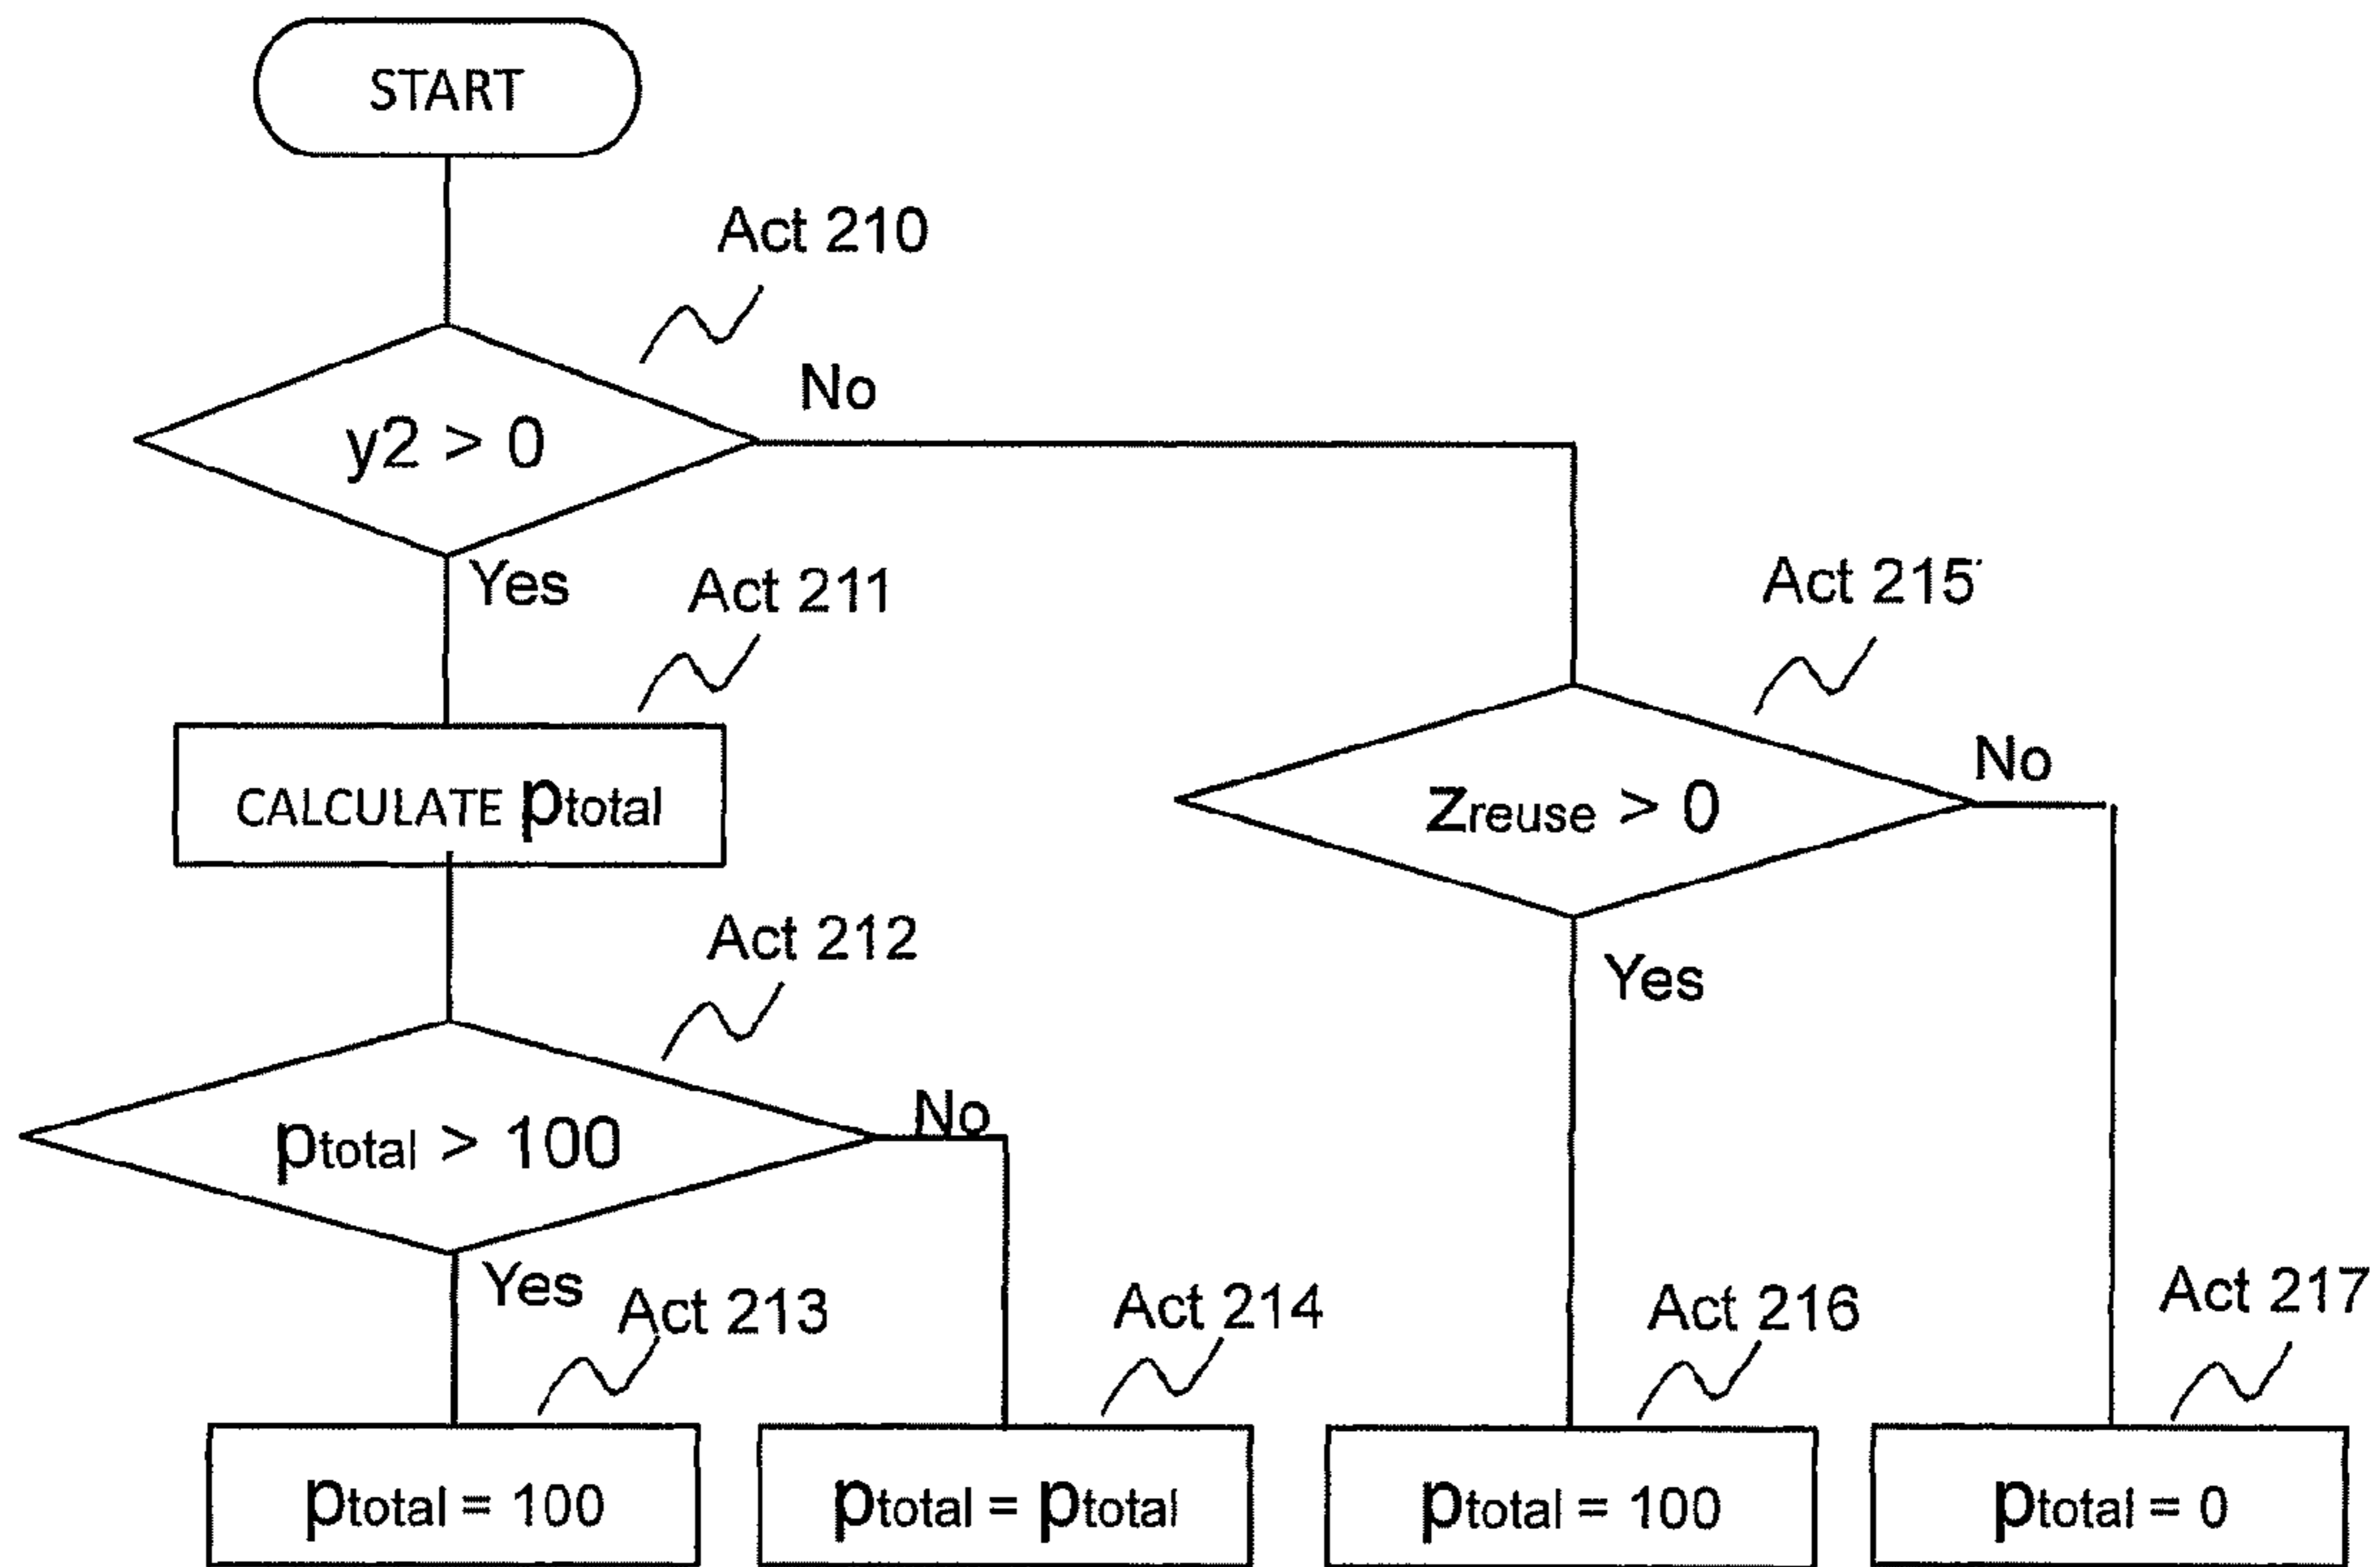 START
Act 210
y2 > 0
No
Yes
Act 211
CALCULATE ptotal
Act 212
ptotal > 100
No
Yes
Act 213
ptotal = 100
Act 214
ptotal = ptotal
Act 215
zreuse > 0
No
Yes
Act 216
ptotal = 100
Act 217
ptotal = 0